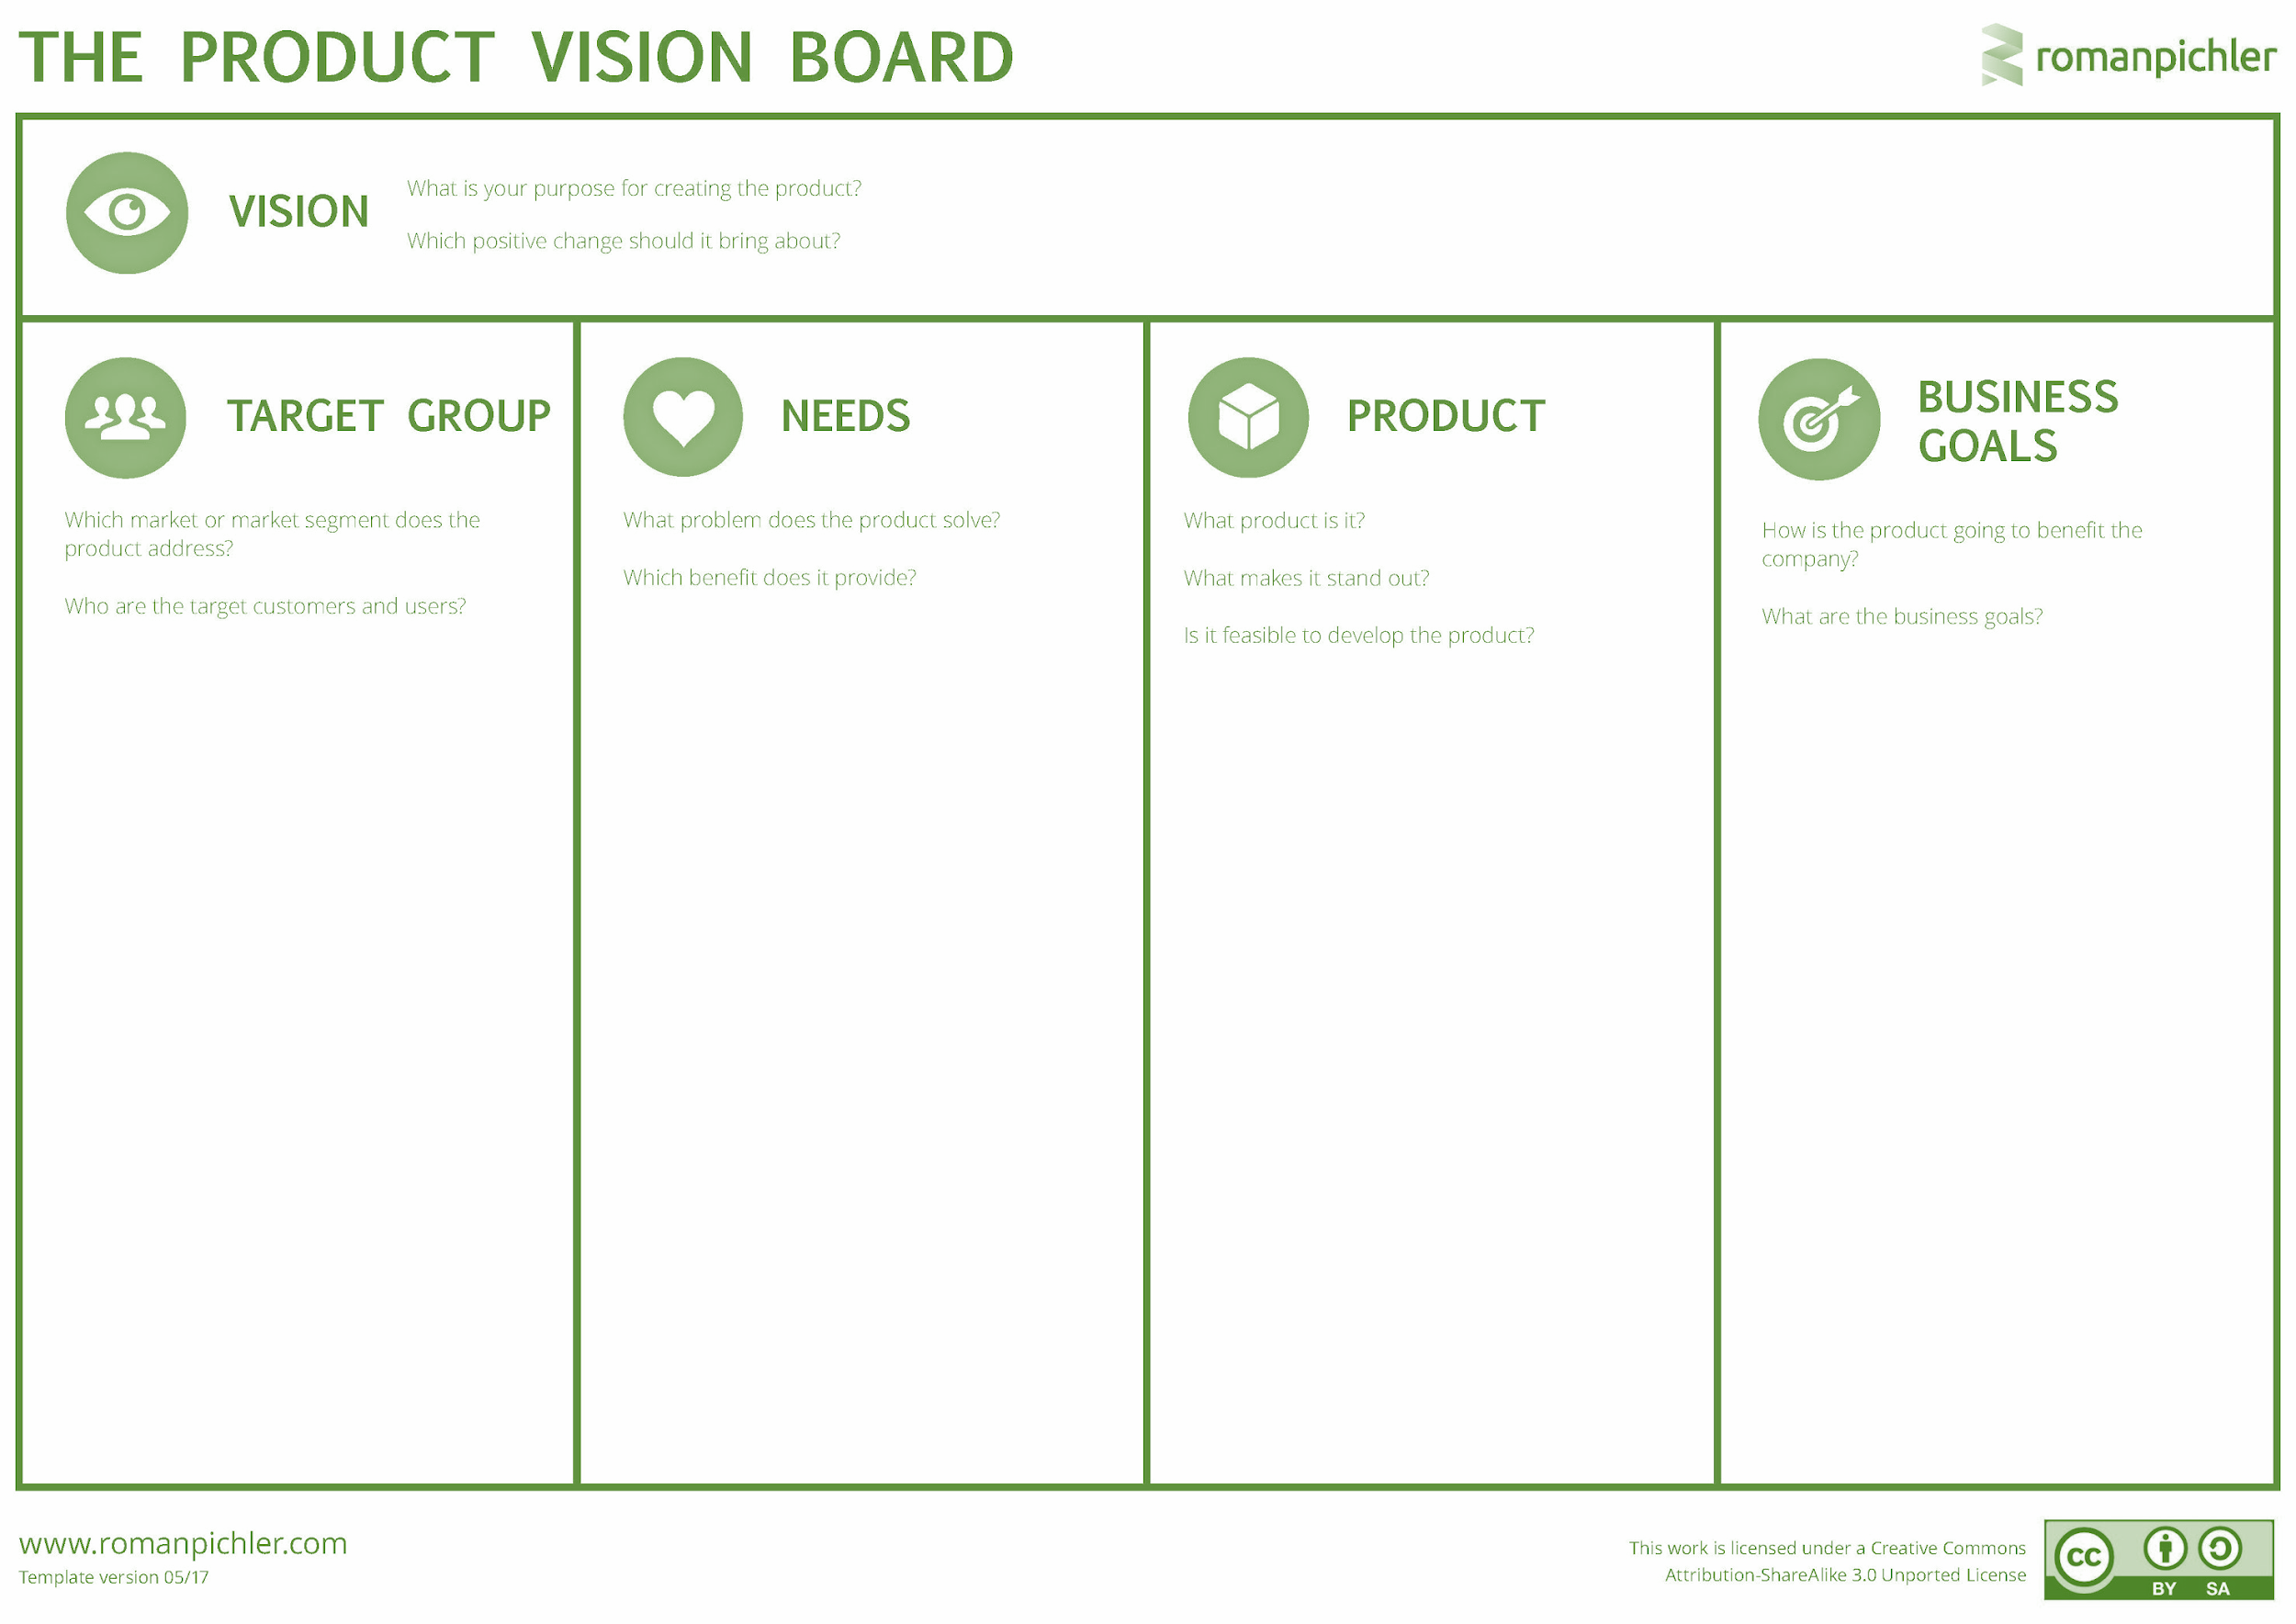 THE PRODUCT VISION BOARD
romanpichler
VISION
What is your purpose for creating the product?
Which positive change should it bring about?
TARGET GROUP
Which market or market segment does the
product address?
Who are the target customers and users?
NEEDS
What problem does the product solve?
Which benefit does it provide?
PRODUCT
What product is it?
What makes it stand out?
Is it feasible to develop the product?
BUSINESS
GOALS
How is the product going to benefit the
company?
What are the business goals?
www.romanpichler.com
Template version 05/17
This work is licensed under a Creative Commons
Attribution-ShareAlike 3.0 Unported License
cc
BY SA